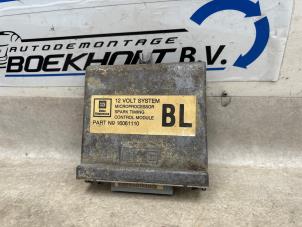 AUTODEMONTAGE
BOEKHOLT B.V.
12 VOLT SYSTEM
MICROPROCESSOR
SPARK TIMING
CONTROL MODULE
BL
PART NO 16061110